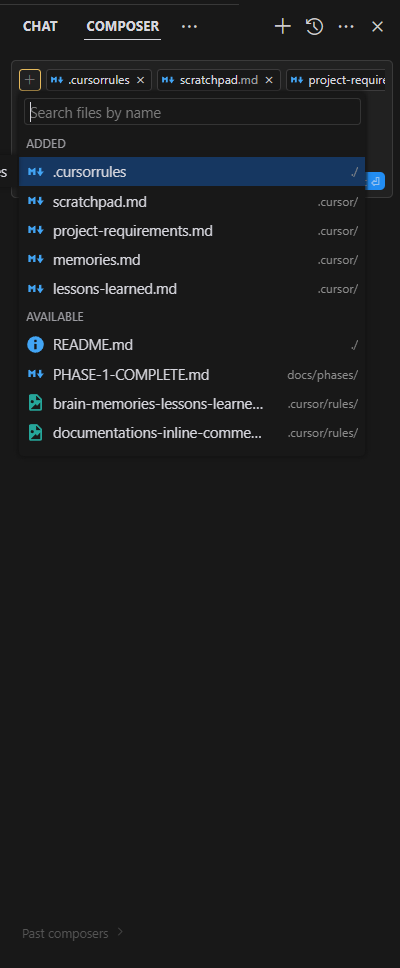 CHAT COMPOSER
.cursorrules scratchpad.md project-require
Search files by name
ADDED
es
.cursorrules ./
scratchpad.md .cursor/
project-requirements.md .cursor/
memories.md .cursor/
lessons-learned.md .cursor/
AVAILABLE
README.md ./
PHASE-1-COMPLETE.md docs/phases/
brain-memories-lessons-learne... .cursor/rules/
documentations-inline-comme... .cursor/rules/
Past composers